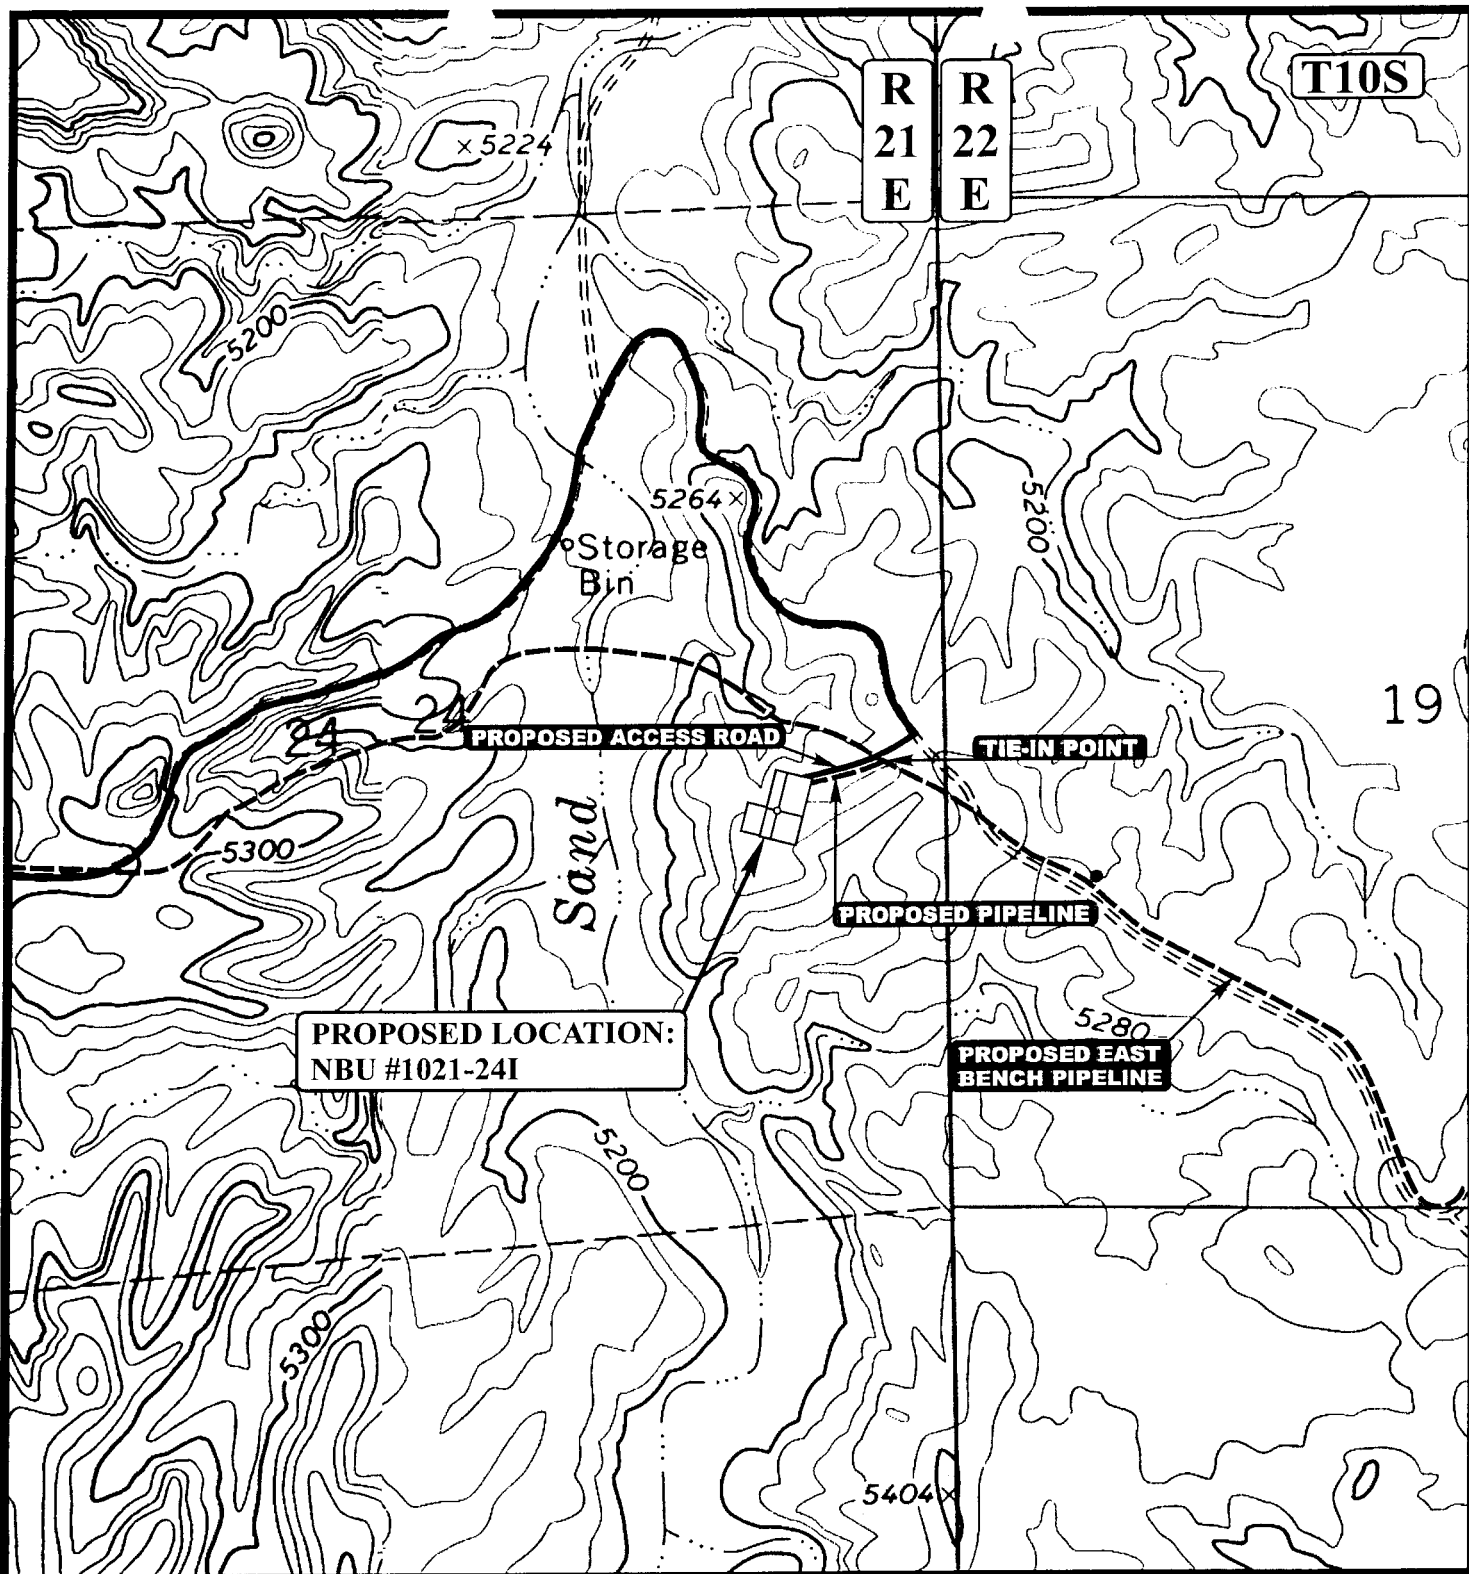 R
21
E
R
22
E
T10S
5224
5200
5264
5200
Storage
Bin
19
24
24
PROPOSED ACCESS ROAD
TIE-IN POINT
5300
Sand
PROPOSED PIPELINE
PROPOSED LOCATION:
NBU #1021-24I
5280
PROPOSED EAST
BENCH PIPELINE
5200
5300
5404